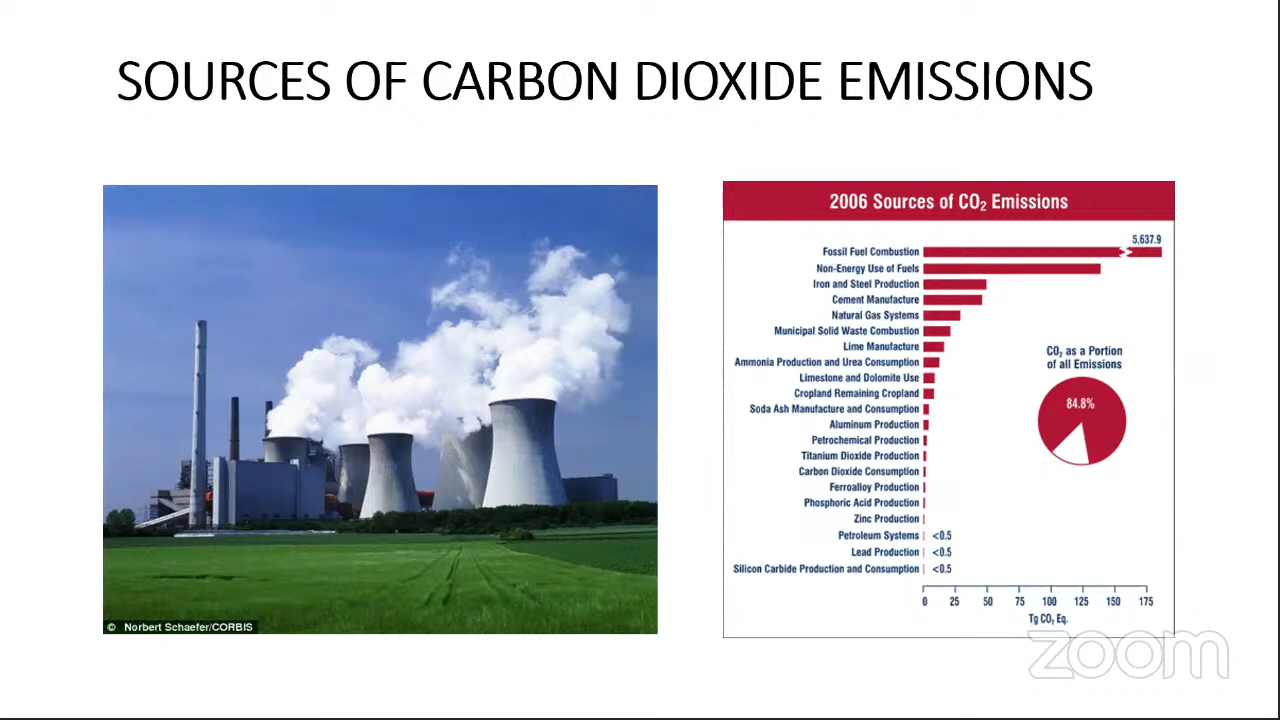 SOURCES OF CARBON DIOXIDE EMISSIONS
© Norbert Schaefer/CORBIS
2006 Sources of CO₂ Emissions
5,637.9
Fossil Fuel Combustion
Non-Energy Use of Fuels
Iron and Steel Production
Cement Manufacture
Natural Gas Systems
Municipal Solid Waste Combustion
Lime Manufacture
Ammonia Production and Urea Consumption
Limestone and Dolomite Use
Cropland Remaining Cropland
Soda Ash Manufacture and Consumption
Aluminum Production
Petrochemical Production
Titanium Dioxide Production
Carbon Dioxide Consumption
Ferroalloy Production
Phosphoric Acid Production
Zinc Production
Petroleum Systems <0.5
Lead Production <0.5
Silicon Carbide Production and Consumption <0.5
CO₂ as a Portion
of all Emissions
84.8%
0 25 50 75 100 125 150 175
Tg CO₂ Eq.
zoom